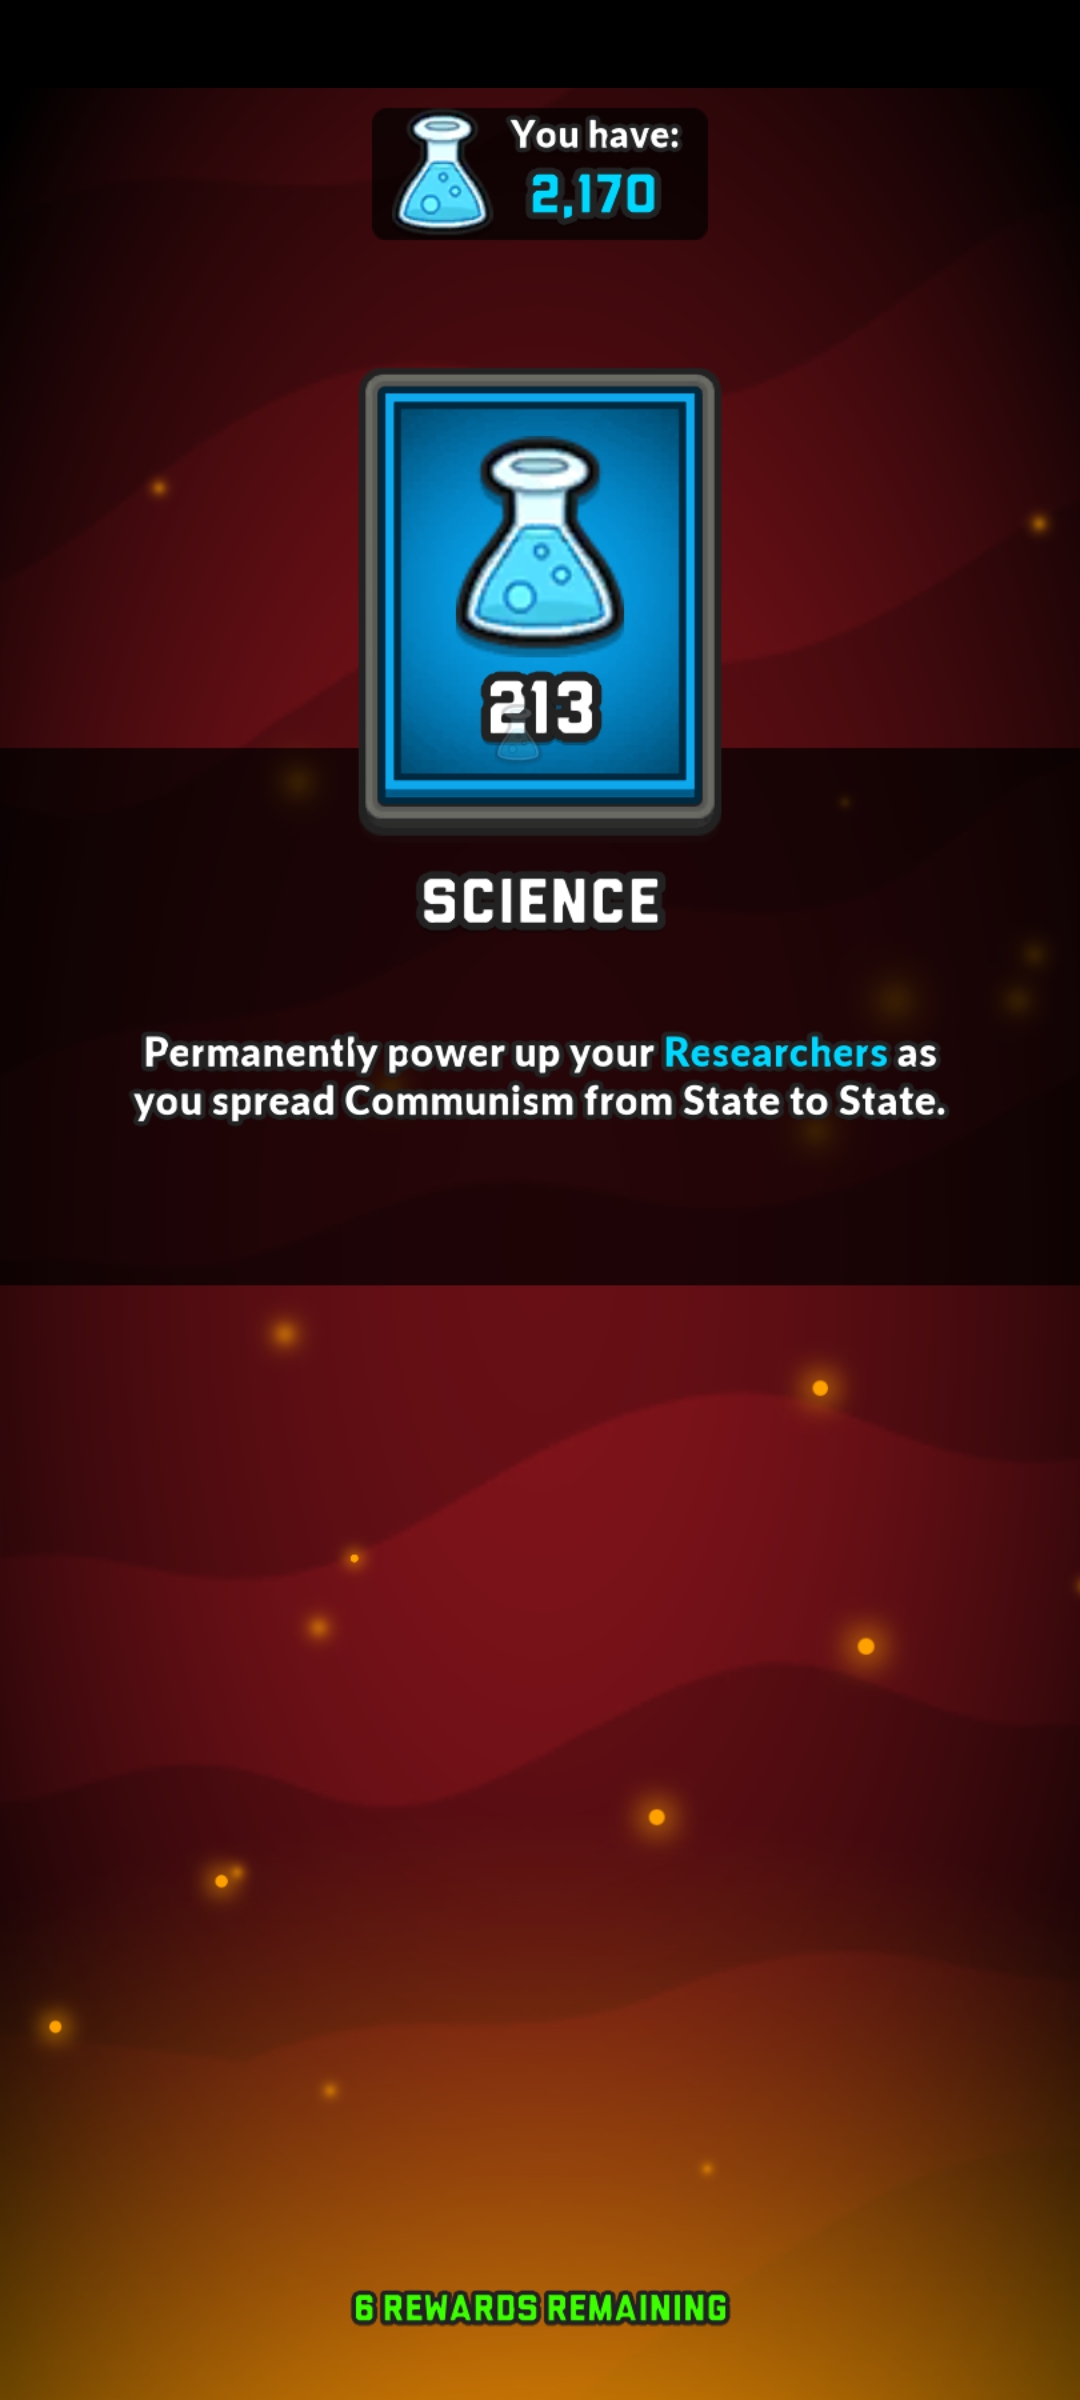 You have:
2,170
213
SCIENCE
Permanently power up your Researchers as
you spread Communism from State to State.
6 REWARDS REMAINING